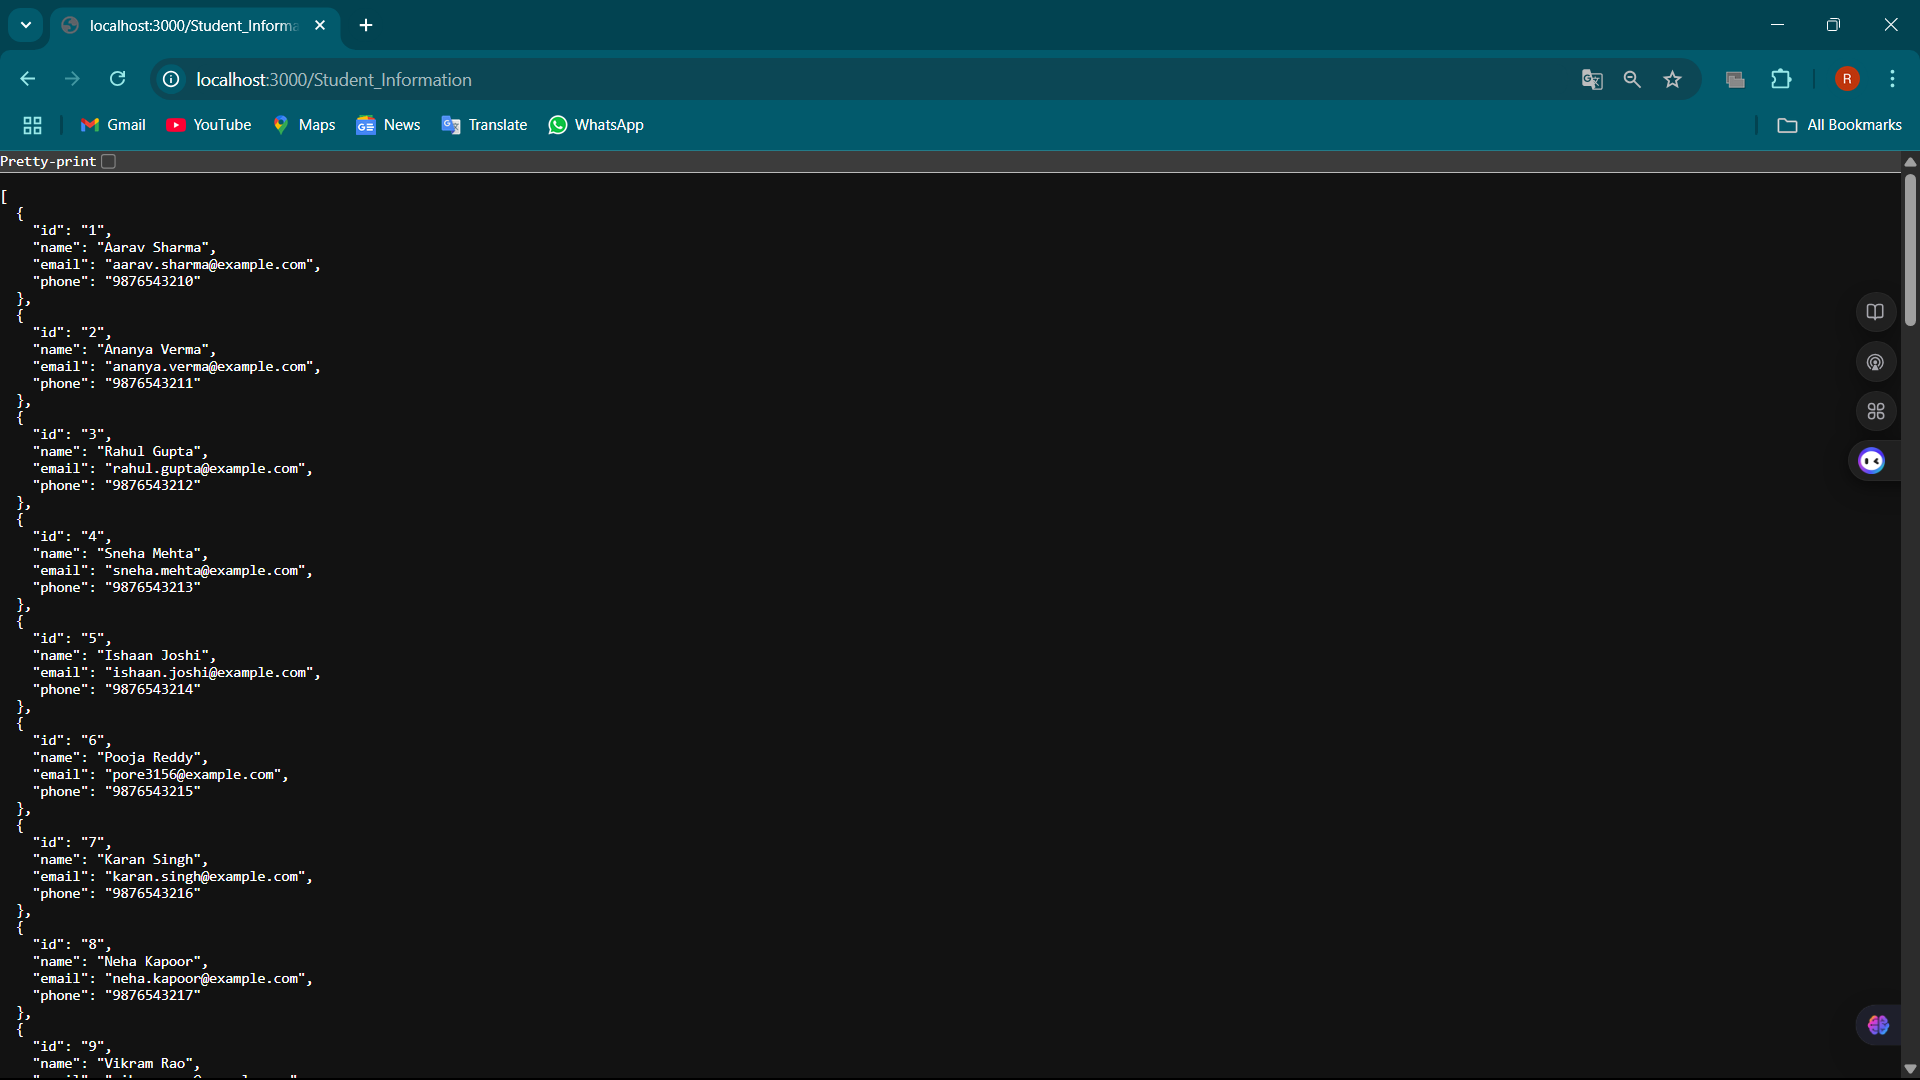 localhost:3000/Student_Informa
localhost:3000/Student_Information
R
Gmail
YouTube
Maps
News
Translate
WhatsApp
All Bookmarks
Pretty-print
[
  {
    "id": "1",
    "name": "Aarav Sharma",
    "email": "aarav.sharma@example.com",
    "phone": "9876543210"
  },
  {
    "id": "2",
    "name": "Ananya Verma",
    "email": "ananya.verma@example.com",
    "phone": "9876543211"
  },
  {
    "id": "3",
    "name": "Rahul Gupta",
    "email": "rahul.gupta@example.com",
    "phone": "9876543212"
  },
  {
    "id": "4",
    "name": "Sneha Mehta",
    "email": "sneha.mehta@example.com",
    "phone": "9876543213"
  },
  {
    "id": "5",
    "name": "Ishaan Joshi",
    "email": "ishaan.joshi@example.com",
    "phone": "9876543214"
  },
  {
    "id": "6",
    "name": "Pooja Reddy",
    "email": "pore3156@example.com",
    "phone": "9876543215"
  },
  {
    "id": "7",
    "name": "Karan Singh",
    "email": "karan.singh@example.com",
    "phone": "9876543216"
  },
  {
    "id": "8",
    "name": "Neha Kapoor",
    "email": "neha.kapoor@example.com",
    "phone": "9876543217"
  },
  {
    "id": "9",
    "name": "Vikram Rao",